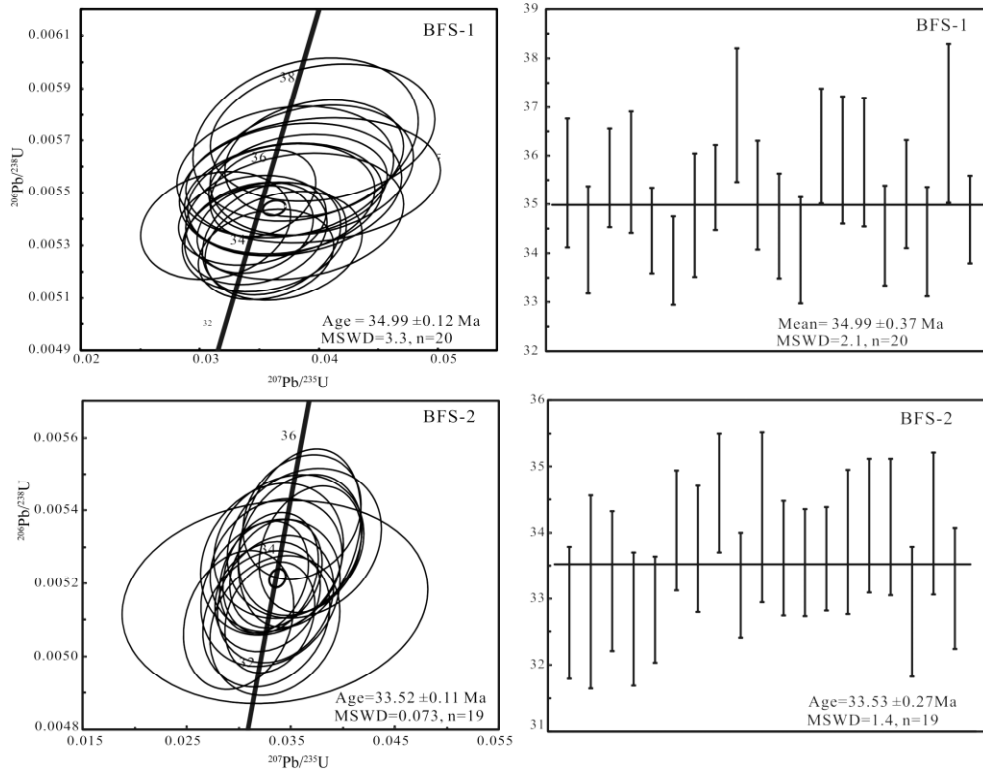 BFS-1
0.0061
0.0059
0.0057
0.0055
0.0053
0.0051
0.0049
²⁰⁶Pb/²³⁸U
38
36
34
32
Age = 34.99 ±0.12 Ma
MSWD=3.3, n=20
0.02
0.03
0.04
0.05
²⁰⁷Pb/²³⁵U
BFS-1
39
38
37
36
35
34
33
32
Mean= 34.99 ±0.37 Ma
MSWD=2.1, n=20
BFS-2
0.0056
0.0054
0.0052
0.0050
0.0048
²⁰⁶Pb/²³⁸U
36
34
32
Age=33.52 ±0.11 Ma
MSWD=0.073, n=19
0.015
0.025
0.035
0.045
0.055
²⁰⁷Pb/²³⁵U
BFS-2
36
35
34
33
32
31
Age=33.53 ±0.27Ma
MSWD=1.4, n=19